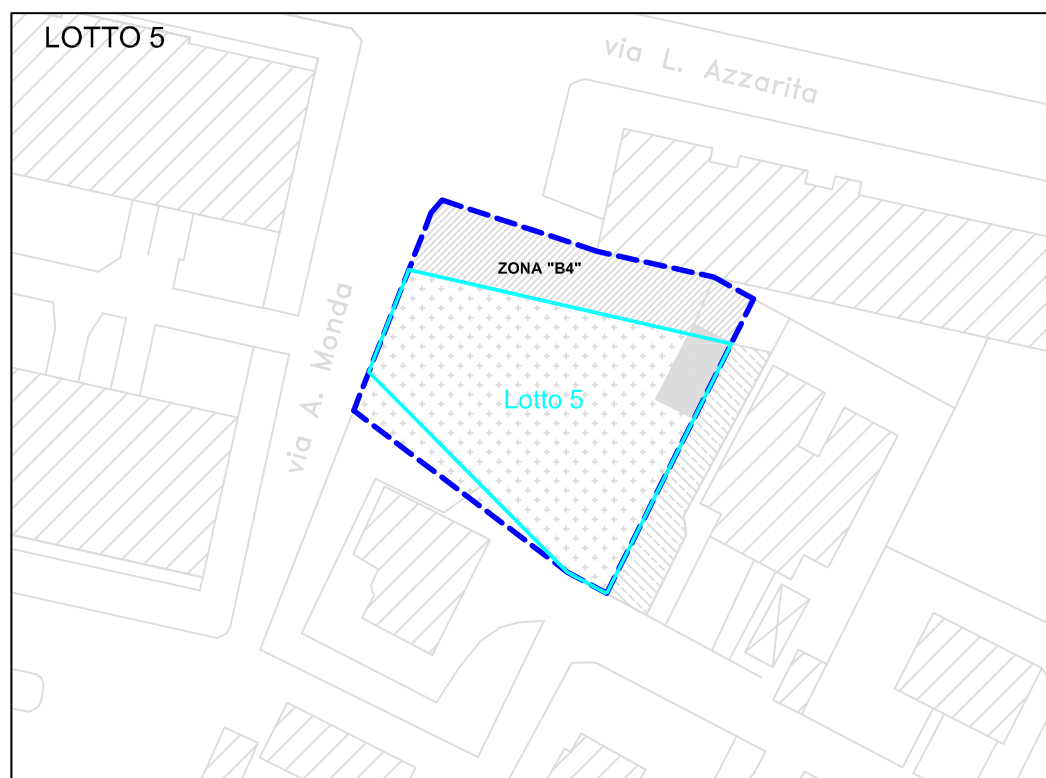 LOTTO 5
via L. Azzarita
ZONA "B4"
via A. Monda
Lotto 5